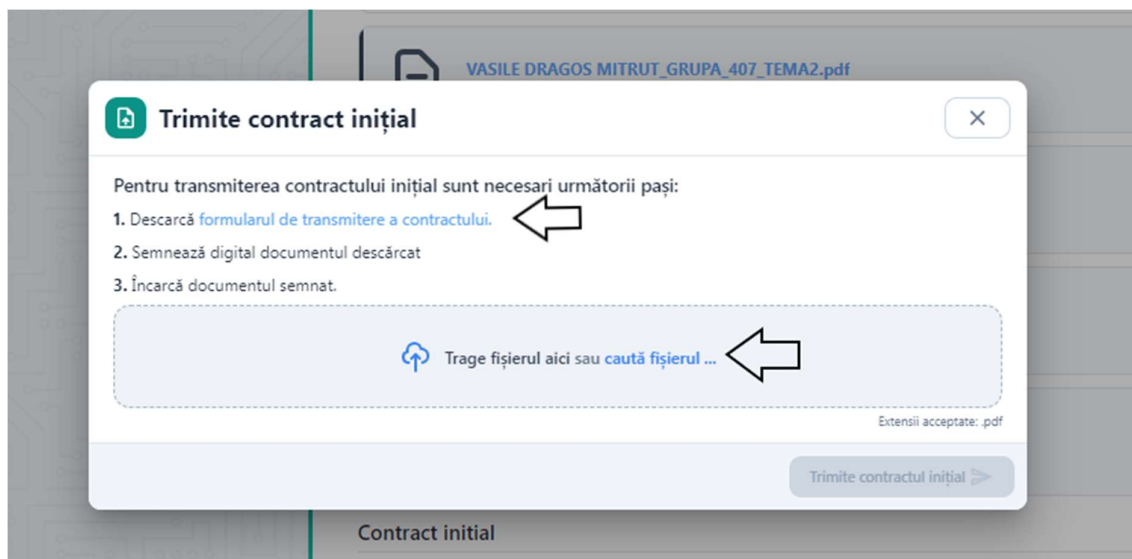 VASILE DRAGOS MITRUT_GRUPA_407_TEMA2.pdf
Trimite contract inițial
Pentru transmiterea contractului inițial sunt necesari următorii pași:
1. Descarcă formularul de transmitere a contractului.
2. Semnează digital documentul descărcat
3. Încarcă documentul semnat.
Trage fișierul aici sau caută fișierul ...
Extensii acceptate: .pdf
Trimite contractul inițial
Contract initial